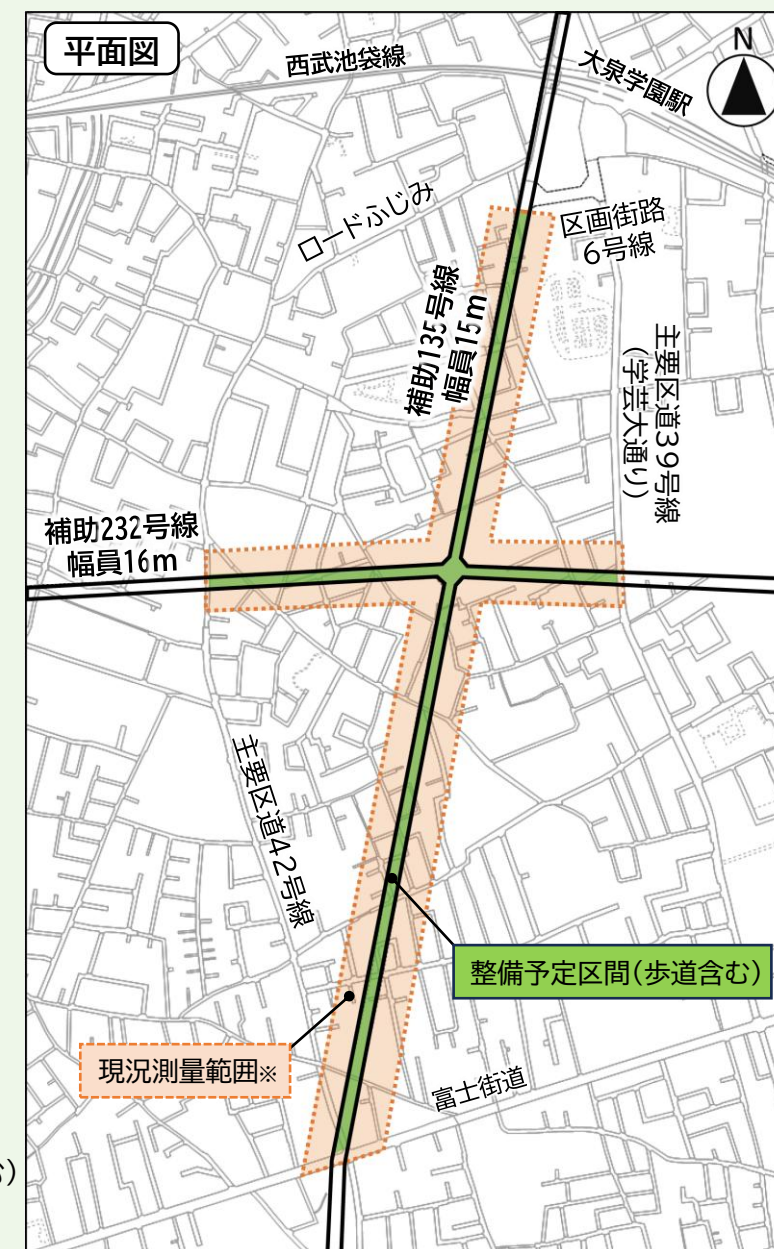 平面図
西武池袋線
大泉学園駅
N
ロードふじみ
区画街路
6号線
補助135号線
幅員15m
主要区道39号線
(学芸大通り)
補助232号線
幅員16m
主要区道42号線
整備予定区間(歩道含む)
現況測量範囲※
富士街道
)